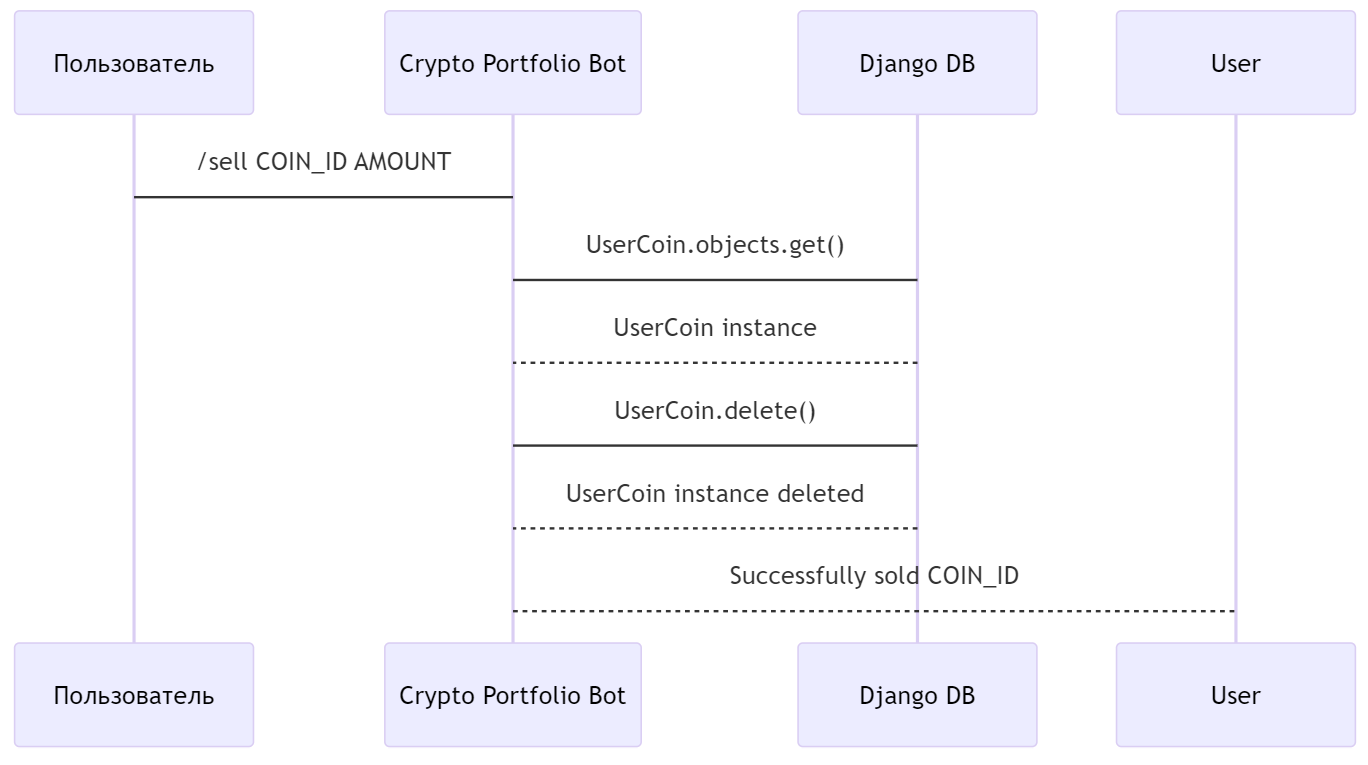 Пользователь
Crypto Portfolio Bot
Django DB
User
/sell COIN_ID AMOUNT
UserCoin.objects.get()
UserCoin instance
UserCoin.delete()
UserCoin instance deleted
Successfully sold COIN_ID
Пользователь
Crypto Portfolio Bot
Django DB
User